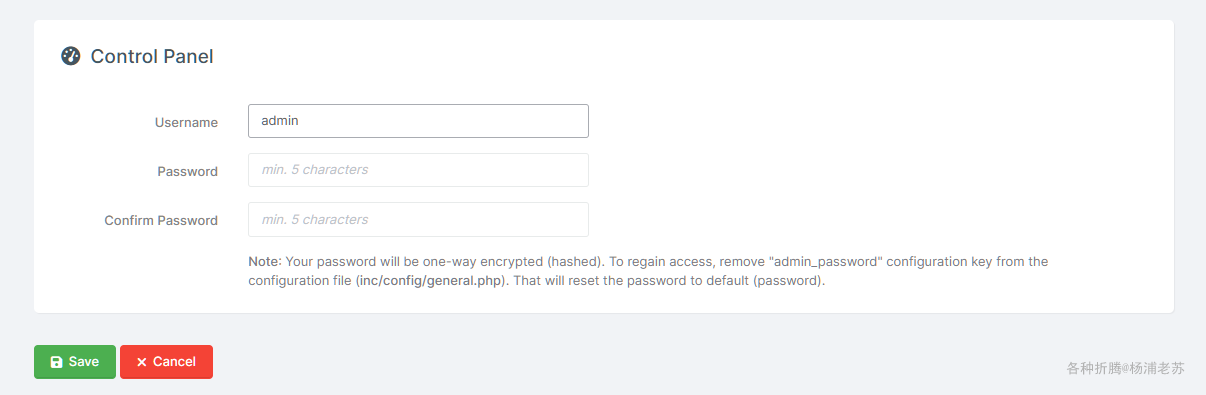 Control Panel
Username
admin
Password
min. 5 characters
Confirm Password
min. 5 characters
Note: Your password will be one-way encrypted (hashed). To regain access, remove "admin_password" configuration key from the
configuration file (inc/config/general.php). That will reset the password to default (password).
Save Cancel
各种折腾@杨浦老苏